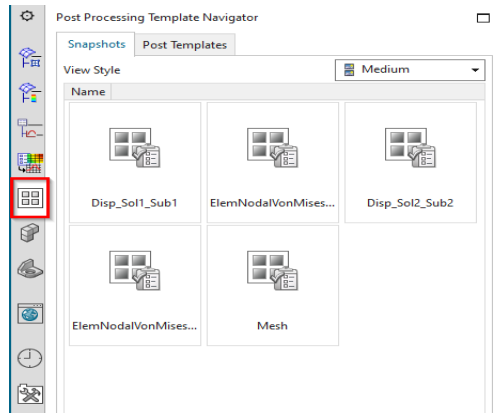 Post Processing Template Navigator
Snapshots Post Templates
View Style Medium
Name
Disp_Sol1_Sub1 ElemNodalVonMises... Disp_Sol2_Sub2
ElemNodalVonMises... Mesh